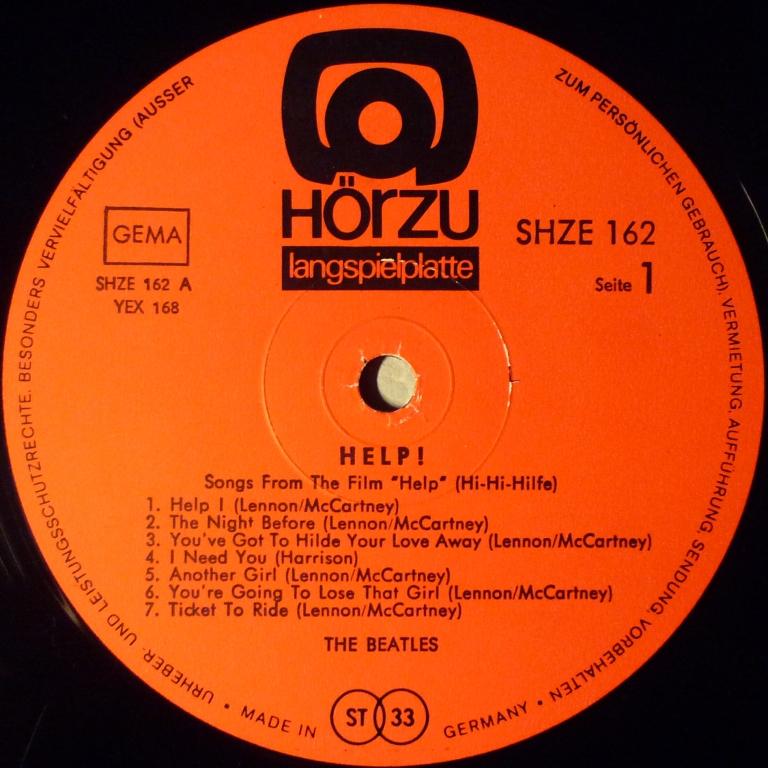 HÖRZU
langspielplatte
GEMA
SHZE 162 A
YEX 168
SHZE 162
Seite 1
HELP!
Songs From The Film "Help" (Hi-Hi-Hilfe)
1. Help I (Lennon/McCartney)
2. The Night Before (Lennon/McCartney)
3. You've Got To Hilde Your Love Away (Lennon/McCartney)
4. I Need You (Harrison)
5. Another Girl (Lennon/McCartney)
6. You're Going To Lose That Girl (Lennon/McCartney)
7. Ticket To Ride (Lennon/McCartney)
THE BEATLES
URHEBER- UND LEISTUNGSSCHUTZRECHTE, BESONDERS VERVIELFÄLTIGUNG (AUSSER
ZUM PERSÖNLICHEN GEBRAUCH), VERMIETUNG, AUFFÜHRUNG, SENDUNG, VORBEHALTEN •
• MADE IN
ST 33
GERMANY